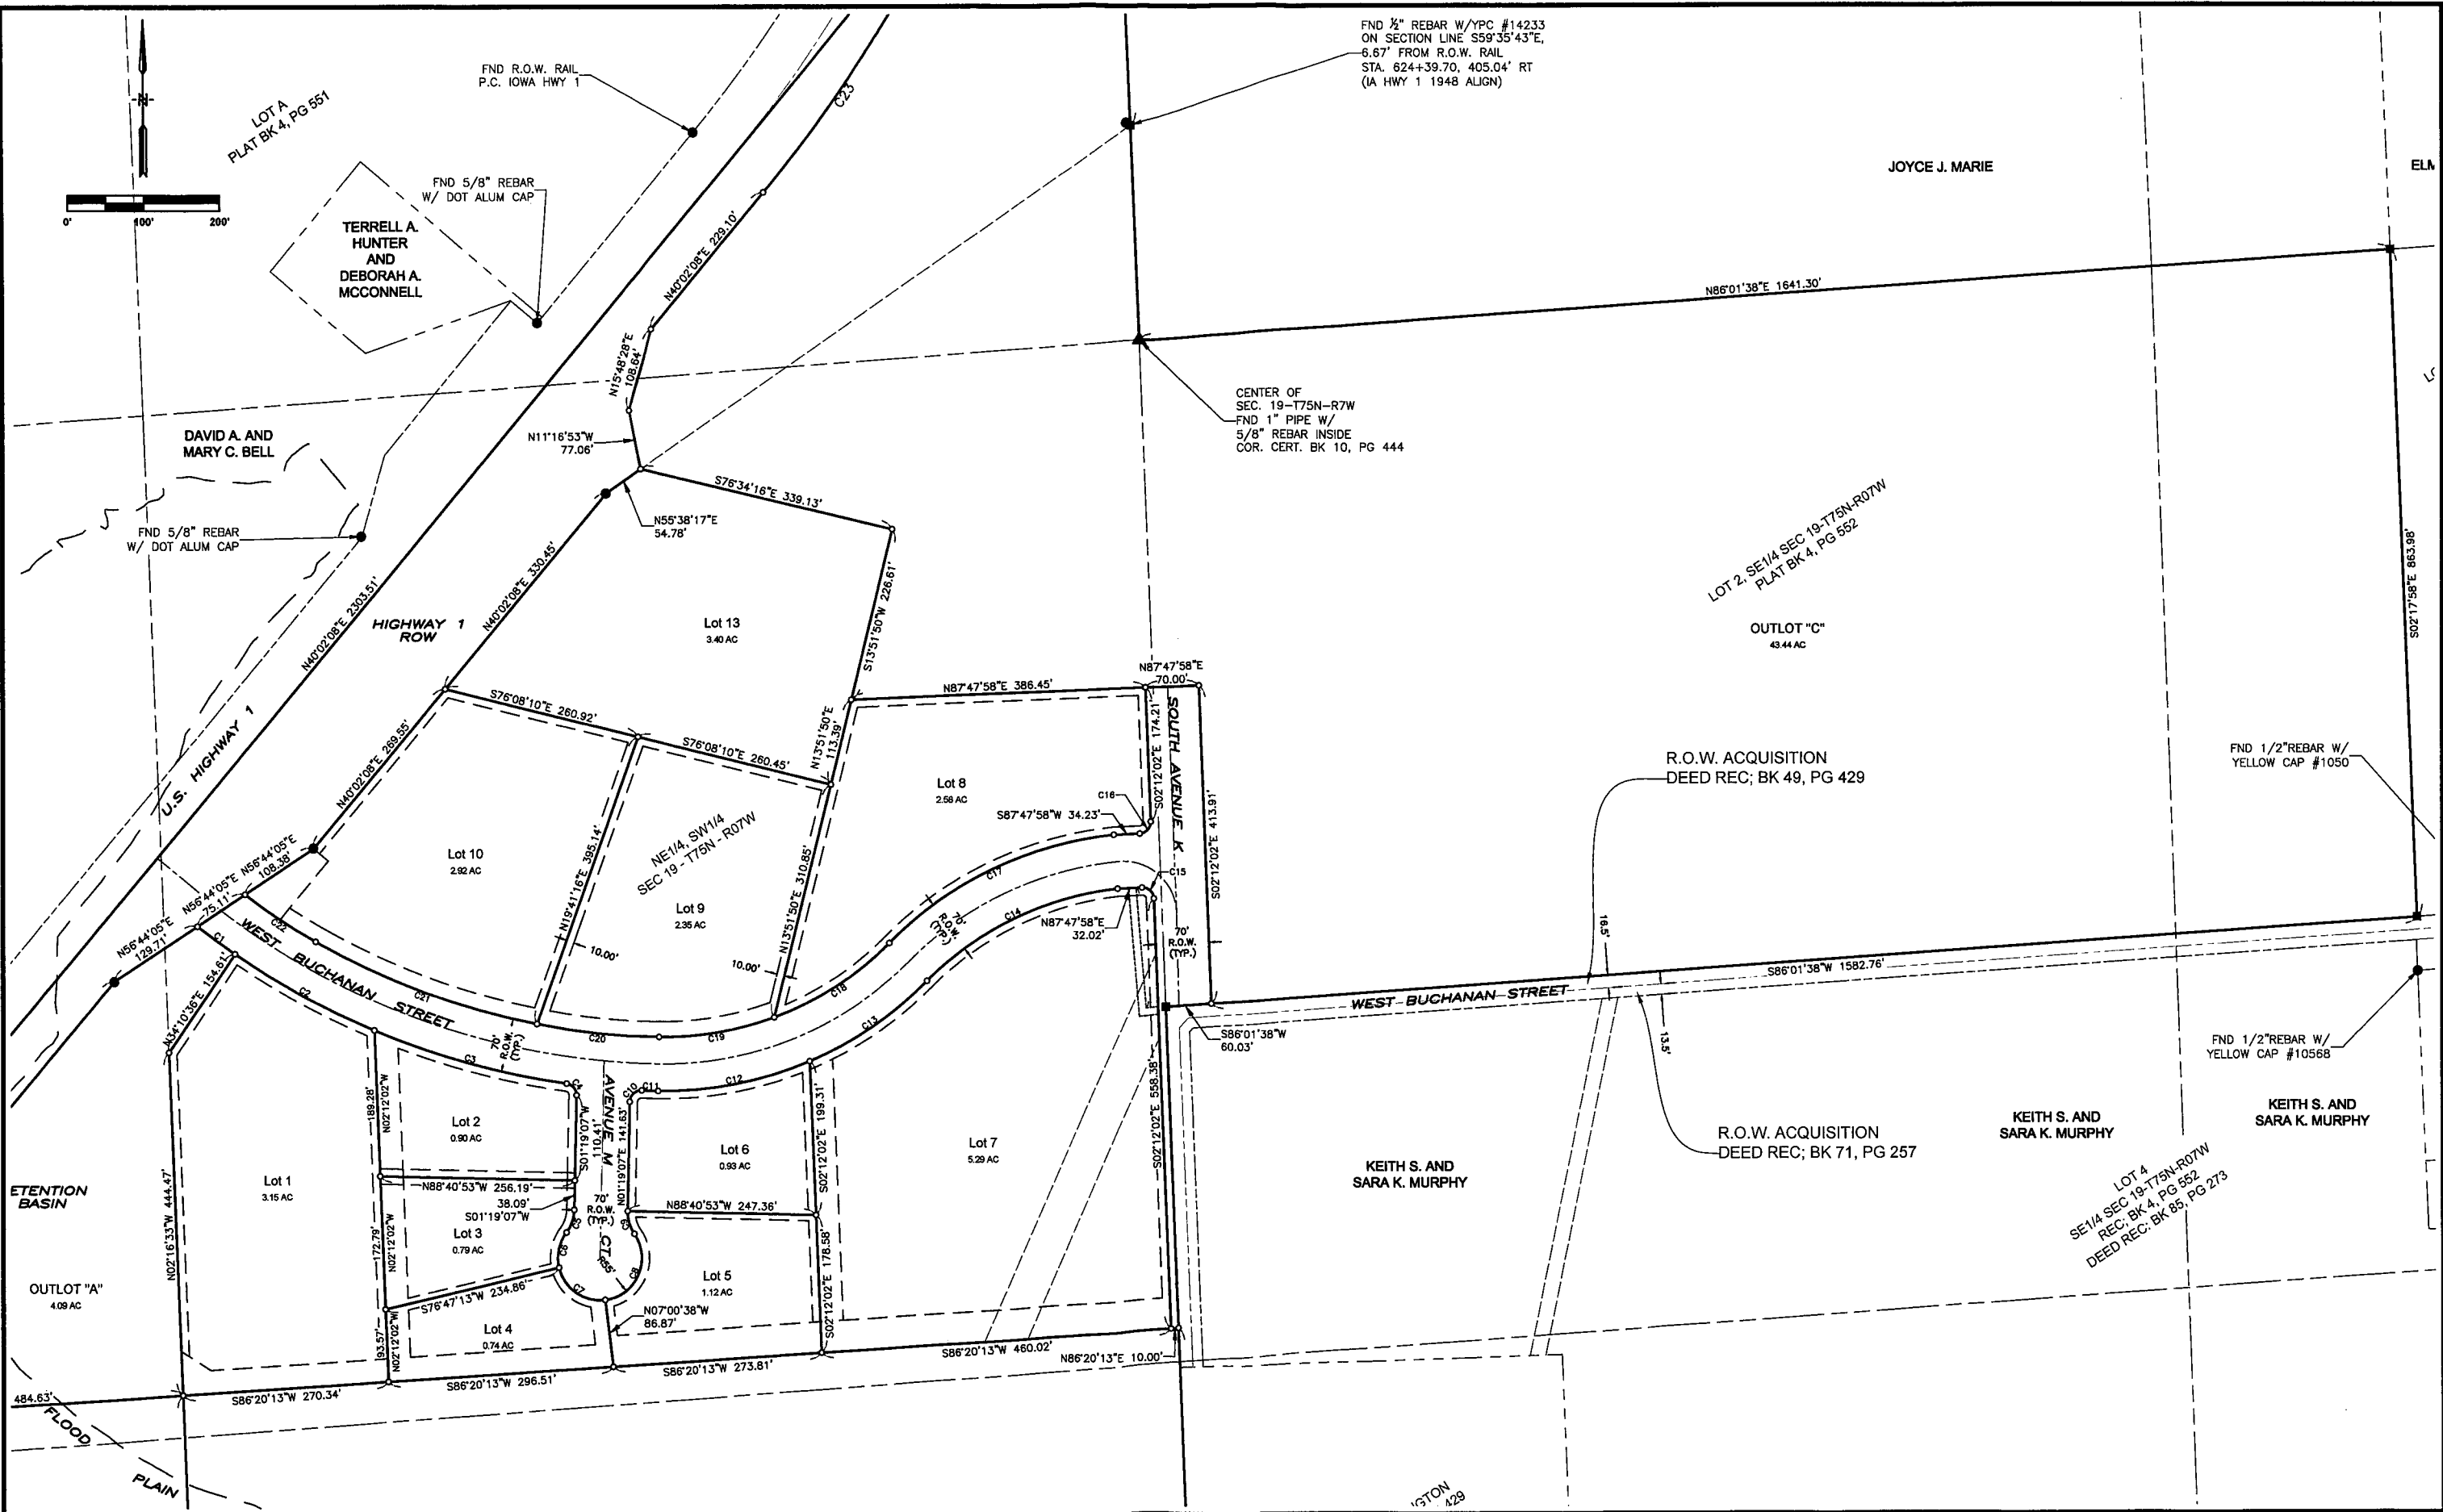 FND ½" REBAR W/YPC #14233
ON SECTION LINE S59°35'43"E,
6.67' FROM R.O.W. RAIL
STA. 624+39.70, 405.04' RT
(IA HWY 1 1948 ALIGN)
FND R.O.W. RAIL
P.C. IOWA HWY 1
C23
N
LOT A
PLAT BK 4, PG 551
0' 100' 200'
FND 5/8" REBAR
W/ DOT ALUM CAP
TERRELL A.
HUNTER
AND
DEBORAH A.
MCCONNELL
JOYCE J. MARIE
N40°02'08"E 229.10'
N86°01'38"E 1641.30'
N15°48'28"E
108.64'
CENTER OF
SEC. 19-T75N-R7W
FND 1" PIPE W/
5/8" REBAR INSIDE
COR. CERT. BK 10, PG 444
DAVID A. AND
MARY C. BELL
N11°16'53"W
77.06'
S76°34'16"E 339.13'
N55°38'17"E
54.78'
FND 5/8" REBAR
W/ DOT ALUM CAP
LOT 2, SE1/4 SEC 19-T75N-R07W
PLAT BK 4, PG 552
S02°17'58"E 863.98'
N40°02'08"E 2303.51'
N40°02'08"E 330.45'
HIGHWAY 1
ROW
Lot 13
3.40 AC
S13°51'50"W 226.61'
OUTLOT "C"
43.44 AC
N87°47'58"E
70.00'
N87°47'58"E 386.45'
S76°08'10"E 260.92'
S76°08'10"E 260.45'
N13°51'50"E
113.39'
S02°12'02"E 174.21'
SOUTH AVENUE K
U.S. HIGHWAY 1
N40°02'08"E 269.55'
R.O.W. ACQUISITION
DEED REC; BK 49, PG 429
FND 1/2"REBAR W/
YELLOW CAP #1050
Lot 8
2.58 AC
C16
S87°47'58"W 34.23'
NE1/4, SW1/4
SEC 19 - T75N - R07W
Lot 10
2.92 AC
N19°41'16"E 395.14'
Lot 9
2.35 AC
N13°51'50"E 310.85'
S02°12'02"E 413.91'
N56°44'05"E
108.38'
N56°44'05"E
75.11'
N56°44'05"E
129.71'
C22
C1
C17
C15
C14
70'
R.O.W.
(TYP.)
N87°47'58"E
32.02'
70'
R.O.W.
(TYP.)
10.00'
10.00'
WEST BUCHANAN STREET
C21
C2
C18
C20
C19
C13
C3
70'
R.O.W.
(TYP.)
16.5'
S86°01'38"W 1582.76'
WEST BUCHANAN STREET
S86°01'38"W
60.03'
13.5'
FND 1/2"REBAR W/
YELLOW CAP #10568
N34°10'36"E 154.61'
C4
C10
C11
C12
189.28'
N02°12'02"W
S01°19'07"W
110.41'
AVENUE M
N01°19'07"E 141.63'
S02°12'02"E 199.31'
S02°12'02"E 558.38'
Lot 2
0.90 AC
Lot 6
0.93 AC
Lot 7
5.29 AC
KEITH S. AND
SARA K. MURPHY
R.O.W. ACQUISITION
DEED REC; BK 71, PG 257
KEITH S. AND
SARA K. MURPHY
KEITH S. AND
SARA K. MURPHY
LOT 4
SE1/4 SEC 19-T75N-R07W
REC: BK 4, PG 552
DEED REC: BK 85, PG 273
ETENTION
BASIN
Lot 1
3.15 AC
N88°40'53"W 256.19'
38.09'
S01°19'07"W
70'
R.O.W.
(TYP.)
N88°40'53"W 247.36'
N02°16'33"W 444.47'
172.79'
N02°12'02"W
Lot 3
0.79 AC
C5
C6
C9
CT.
R55'
C8
C7
S02°12'02"E 178.58'
OUTLOT "A"
4.09 AC
S76°47'13"W 234.86'
Lot 5
1.12 AC
N07°00'38"W
86.87'
Lot 4
0.74 AC
93.57'
N02°12'02"W
484.63'
S86°20'13"W 270.34'
S86°20'13"W 296.51'
S86°20'13"W 273.81'
S86°20'13"W 460.02'
N86°20'13"E 10.00'
FLOOD
PLAIN